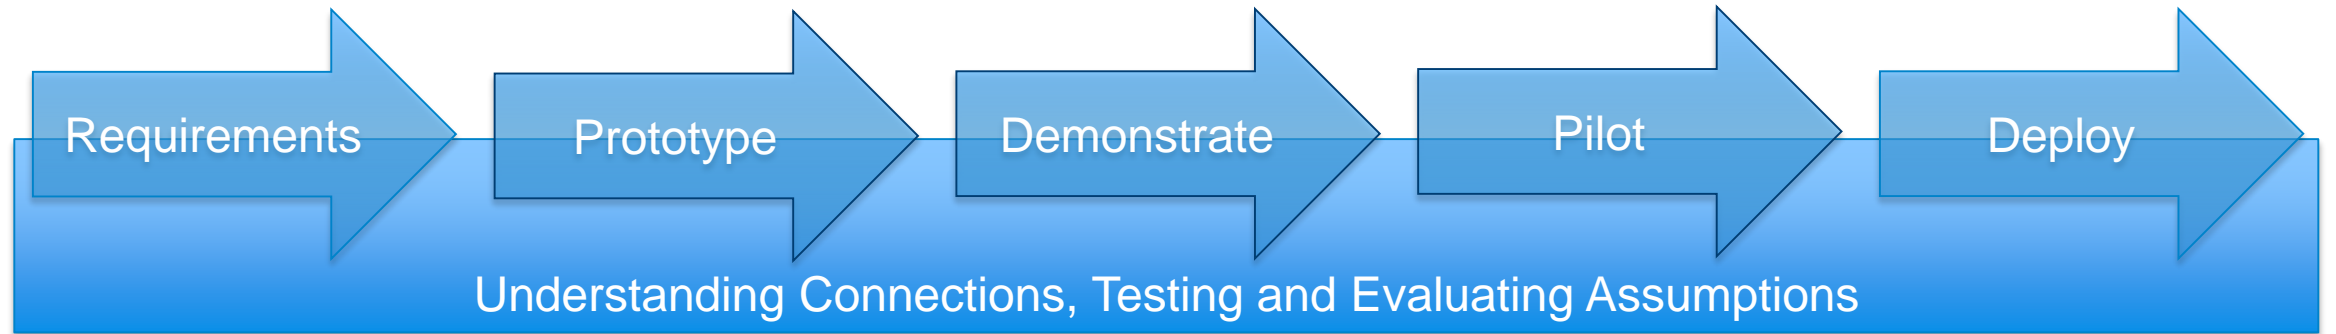 Requirements
Prototype
Demonstrate
Pilot
Deploy
Understanding Connections, Testing and Evaluating Assumptions